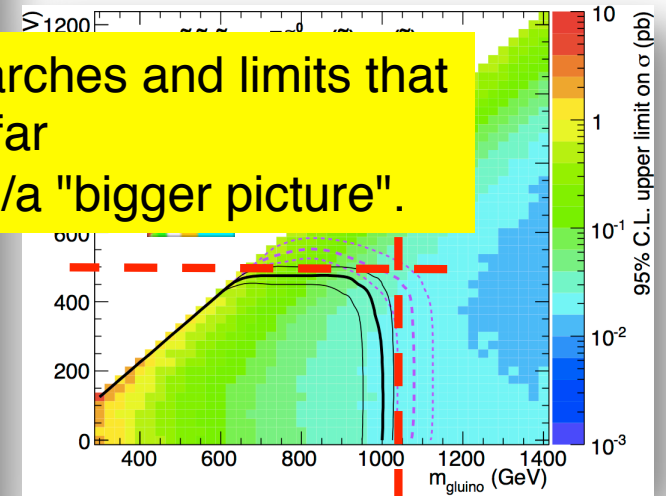 1200
10
arches and limits that
far
/a "bigger picture".
1
600
10-1
400
10-2
200
0
10-3
400 600 800 1000 1200 1400
mgluino (GeV)
95% C.L. upper limit on σ (pb)